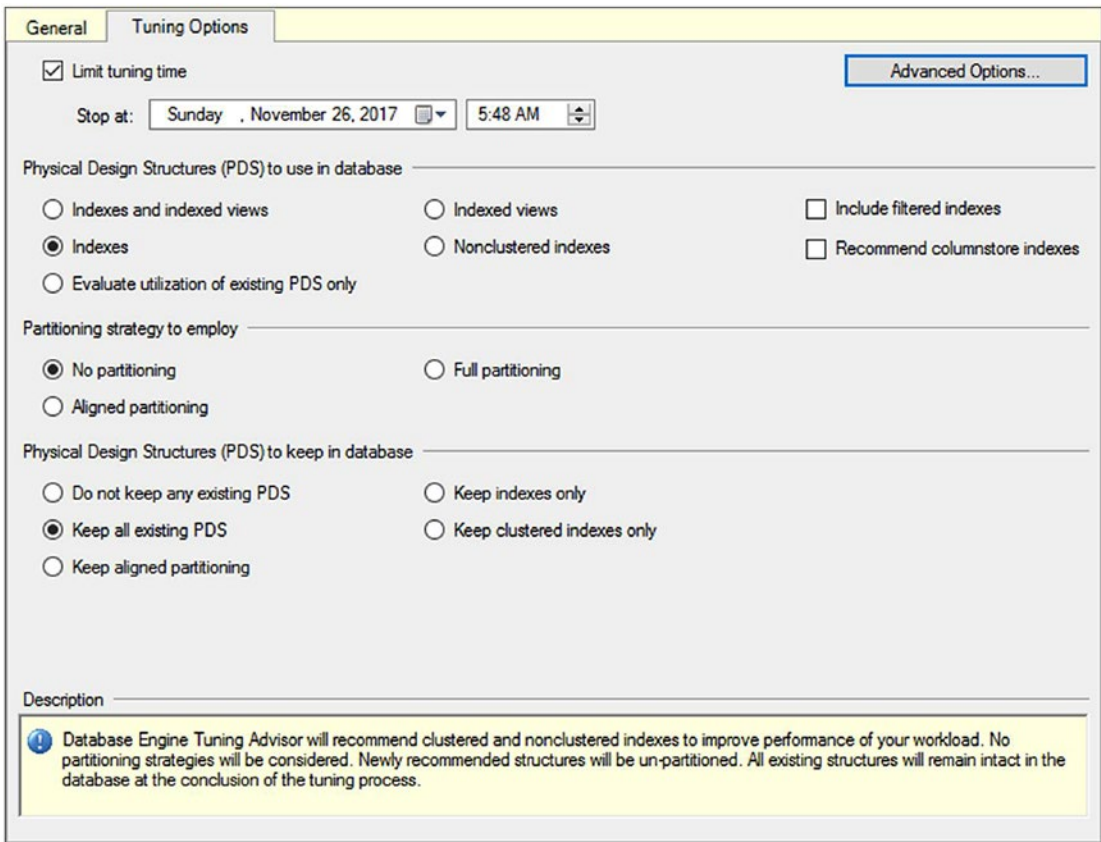 General
Tuning Options
Limit tuning time
Advanced Options...
Stop at: Sunday , November 26, 2017 5:48 AM
Physical Design Structures (PDS) to use in database
Indexes and indexed views Indexed views Include filtered indexes
Indexes Nonclustered indexes Recommend columnstore indexes
Evaluate utilization of existing PDS only
Partitioning strategy to employ
No partitioning Full partitioning
Aligned partitioning
Physical Design Structures (PDS) to keep in database
Do not keep any existing PDS Keep indexes only
Keep all existing PDS Keep clustered indexes only
Keep aligned partitioning
Description
Database Engine Tuning Advisor will recommend clustered and nonclustered indexes to improve performance of your workload. No
partitioning strategies will be considered. Newly recommended structures will be un-partitioned. All existing structures will remain intact in the
database at the conclusion of the tuning process.